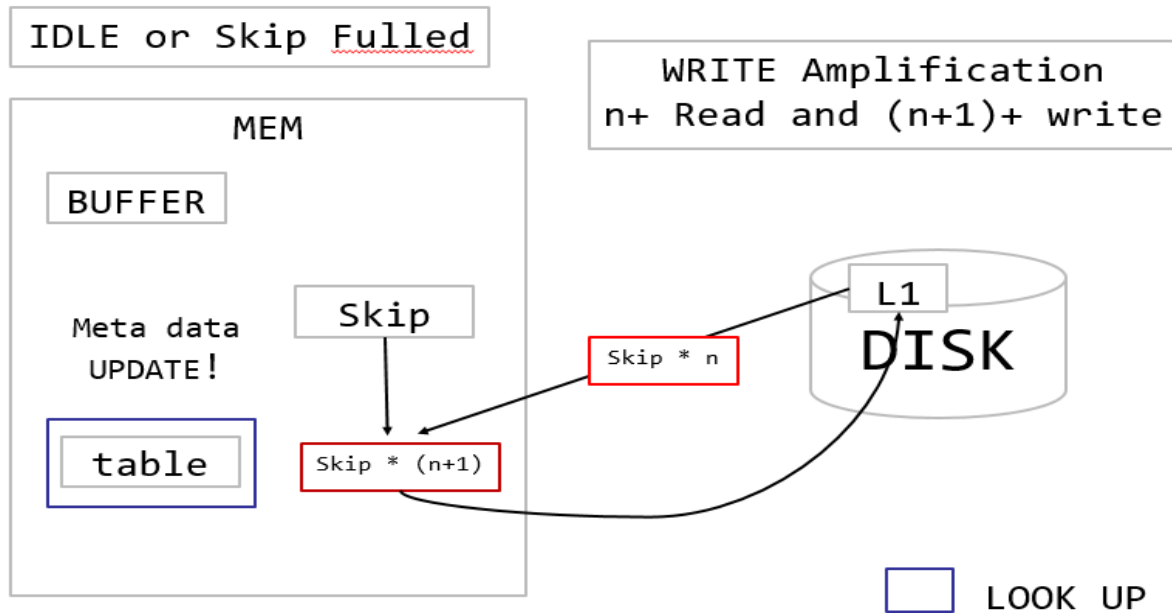 IDLE or Skip Fulled
WRITE Amplification
n+ Read and (n+1)+ write
MEM
BUFFER
Skip
L1
DISK
Meta data
UPDATE!
Skip * n
table
Skip * (n+1)
LOOK UP